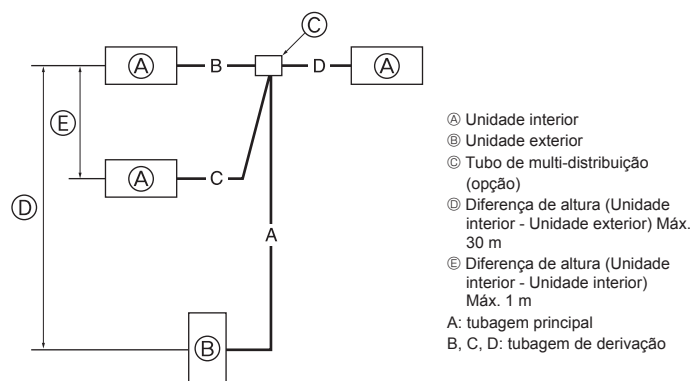 Ⓒ
Ⓐ B D Ⓐ
Ⓔ
Ⓐ C
Ⓓ
A
Ⓑ
Ⓐ Unidade interior
Ⓑ Unidade exterior
Ⓒ Tubo de multi-distribuição
(opção)
Ⓓ Diferença de altura (Unidade
interior - Unidade exterior) Máx.
30 m
Ⓔ Diferença de altura (Unidade
interior - Unidade interior)
Máx. 1 m
A: tubagem principal
B, C, D: tubagem de derivação